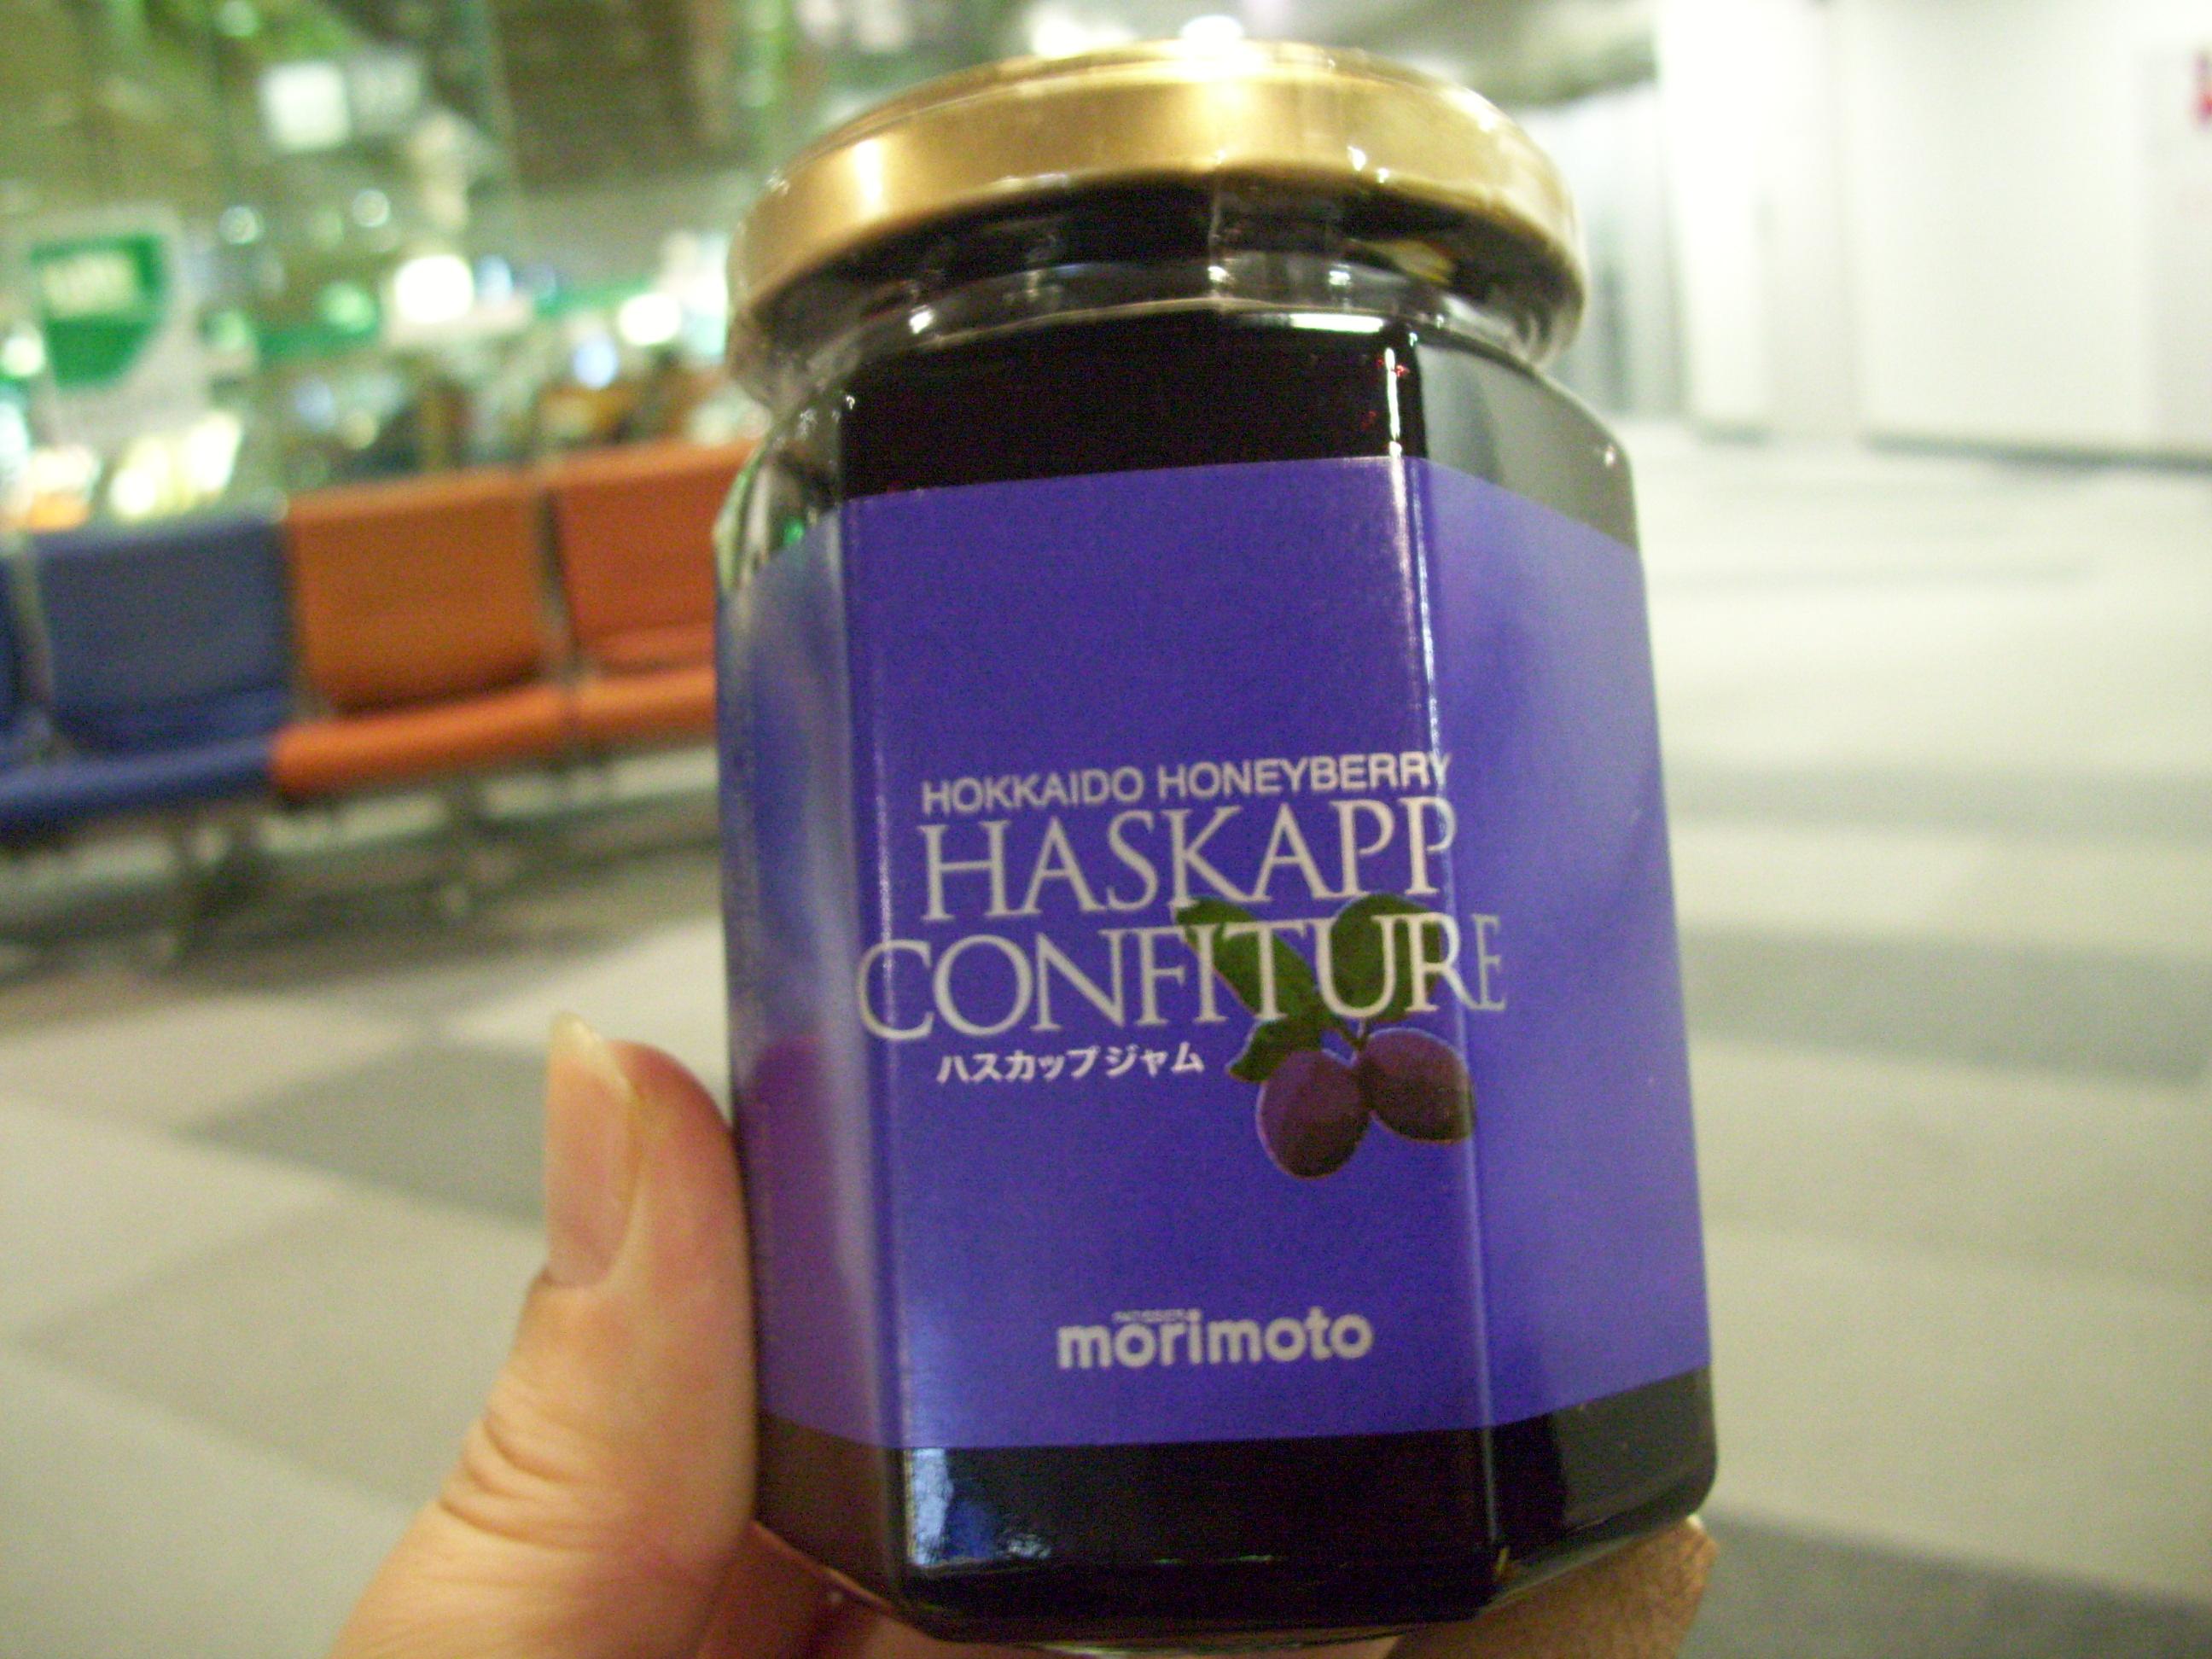 HOKKAIDO HONEYBERRY
HASKAPP
CONFITURE
ハスカップジャム
morimoto